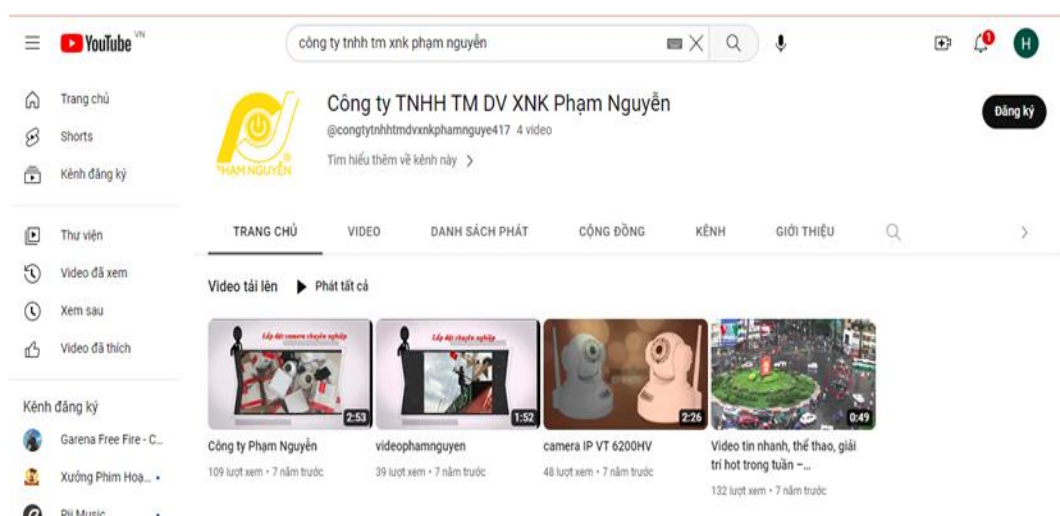 YouTube VN
công ty tnhh tm xnk phạm nguyễn
1
H
Trang chủ
Shorts
Kênh đăng ký
Thư viện
Video đã xem
Xem sau
Video đã thích
Kênh đăng ký
Garena Free Fire - C...
Xưởng Phim Hoạ...
Công ty TNHH TM DV XNK Phạm Nguyễn
@congtytnhhtmdvxnkphamnguye417 4 video
Tìm hiểu thêm về kênh này
Đăng ký
PHẠM NGUYỄN
TRANG CHỦ VIDEO DANH SÁCH PHÁT CỘNG ĐỒNG KÊNH GIỚI THIỆU
Video tải lên Phát tất cả
Lắp đặt camera chuyên nghiệp
2:53
Công ty Phạm Nguyễn
109 lượt xem • 7 năm trước
Lắp đặt chuyên nghiệp
1:52
videophamnguyen
39 lượt xem • 7 năm trước
2:26
camera IP VT 6200HV
48 lượt xem • 7 năm trước
0:49
Video tin nhanh, thể thao, giải
trí hot trong tuần –...
132 lượt xem • 7 năm trước